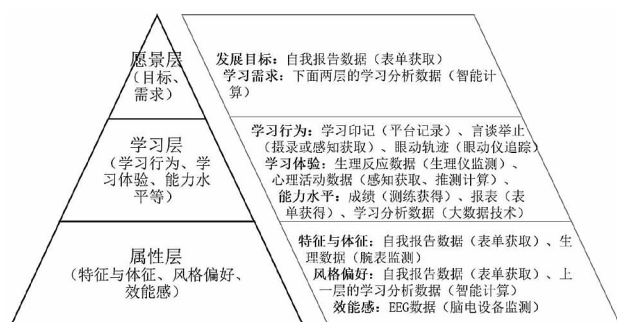 愿景层
（目标、
需求）
发展目标：自我报告数据（表单获取）
学习需求：下面两层的学习分析数据（智能计
算）
学习层
（学习行为、学
习体验、能力水
平等）
学习行为：学习印记（平台记录）、言谈举止
（摄录或感知获取）、眼动轨迹（眼动仪追踪）
学习体验：生理反应数据（生理仪监测）、
心理活动数据（感知获取、推测计算）、
能力水平：成绩（测练获得）、报表（表
单获得）、学习分析数据（大数据技术）
属性层
（特征与体征、风格偏好、
效能感）
特征与体征：自我报告数据（表单获取）、生
理数据（腕表监测）
风格偏好：自我报告数据（表单获取）、上
一层的学习分析数据（智能计算）
效能感：EEG数据（脑电设备监测）